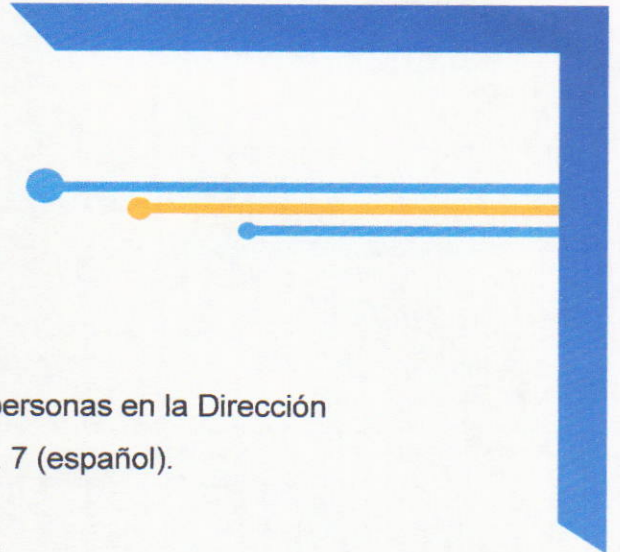 personas en la Dirección
7 (español).